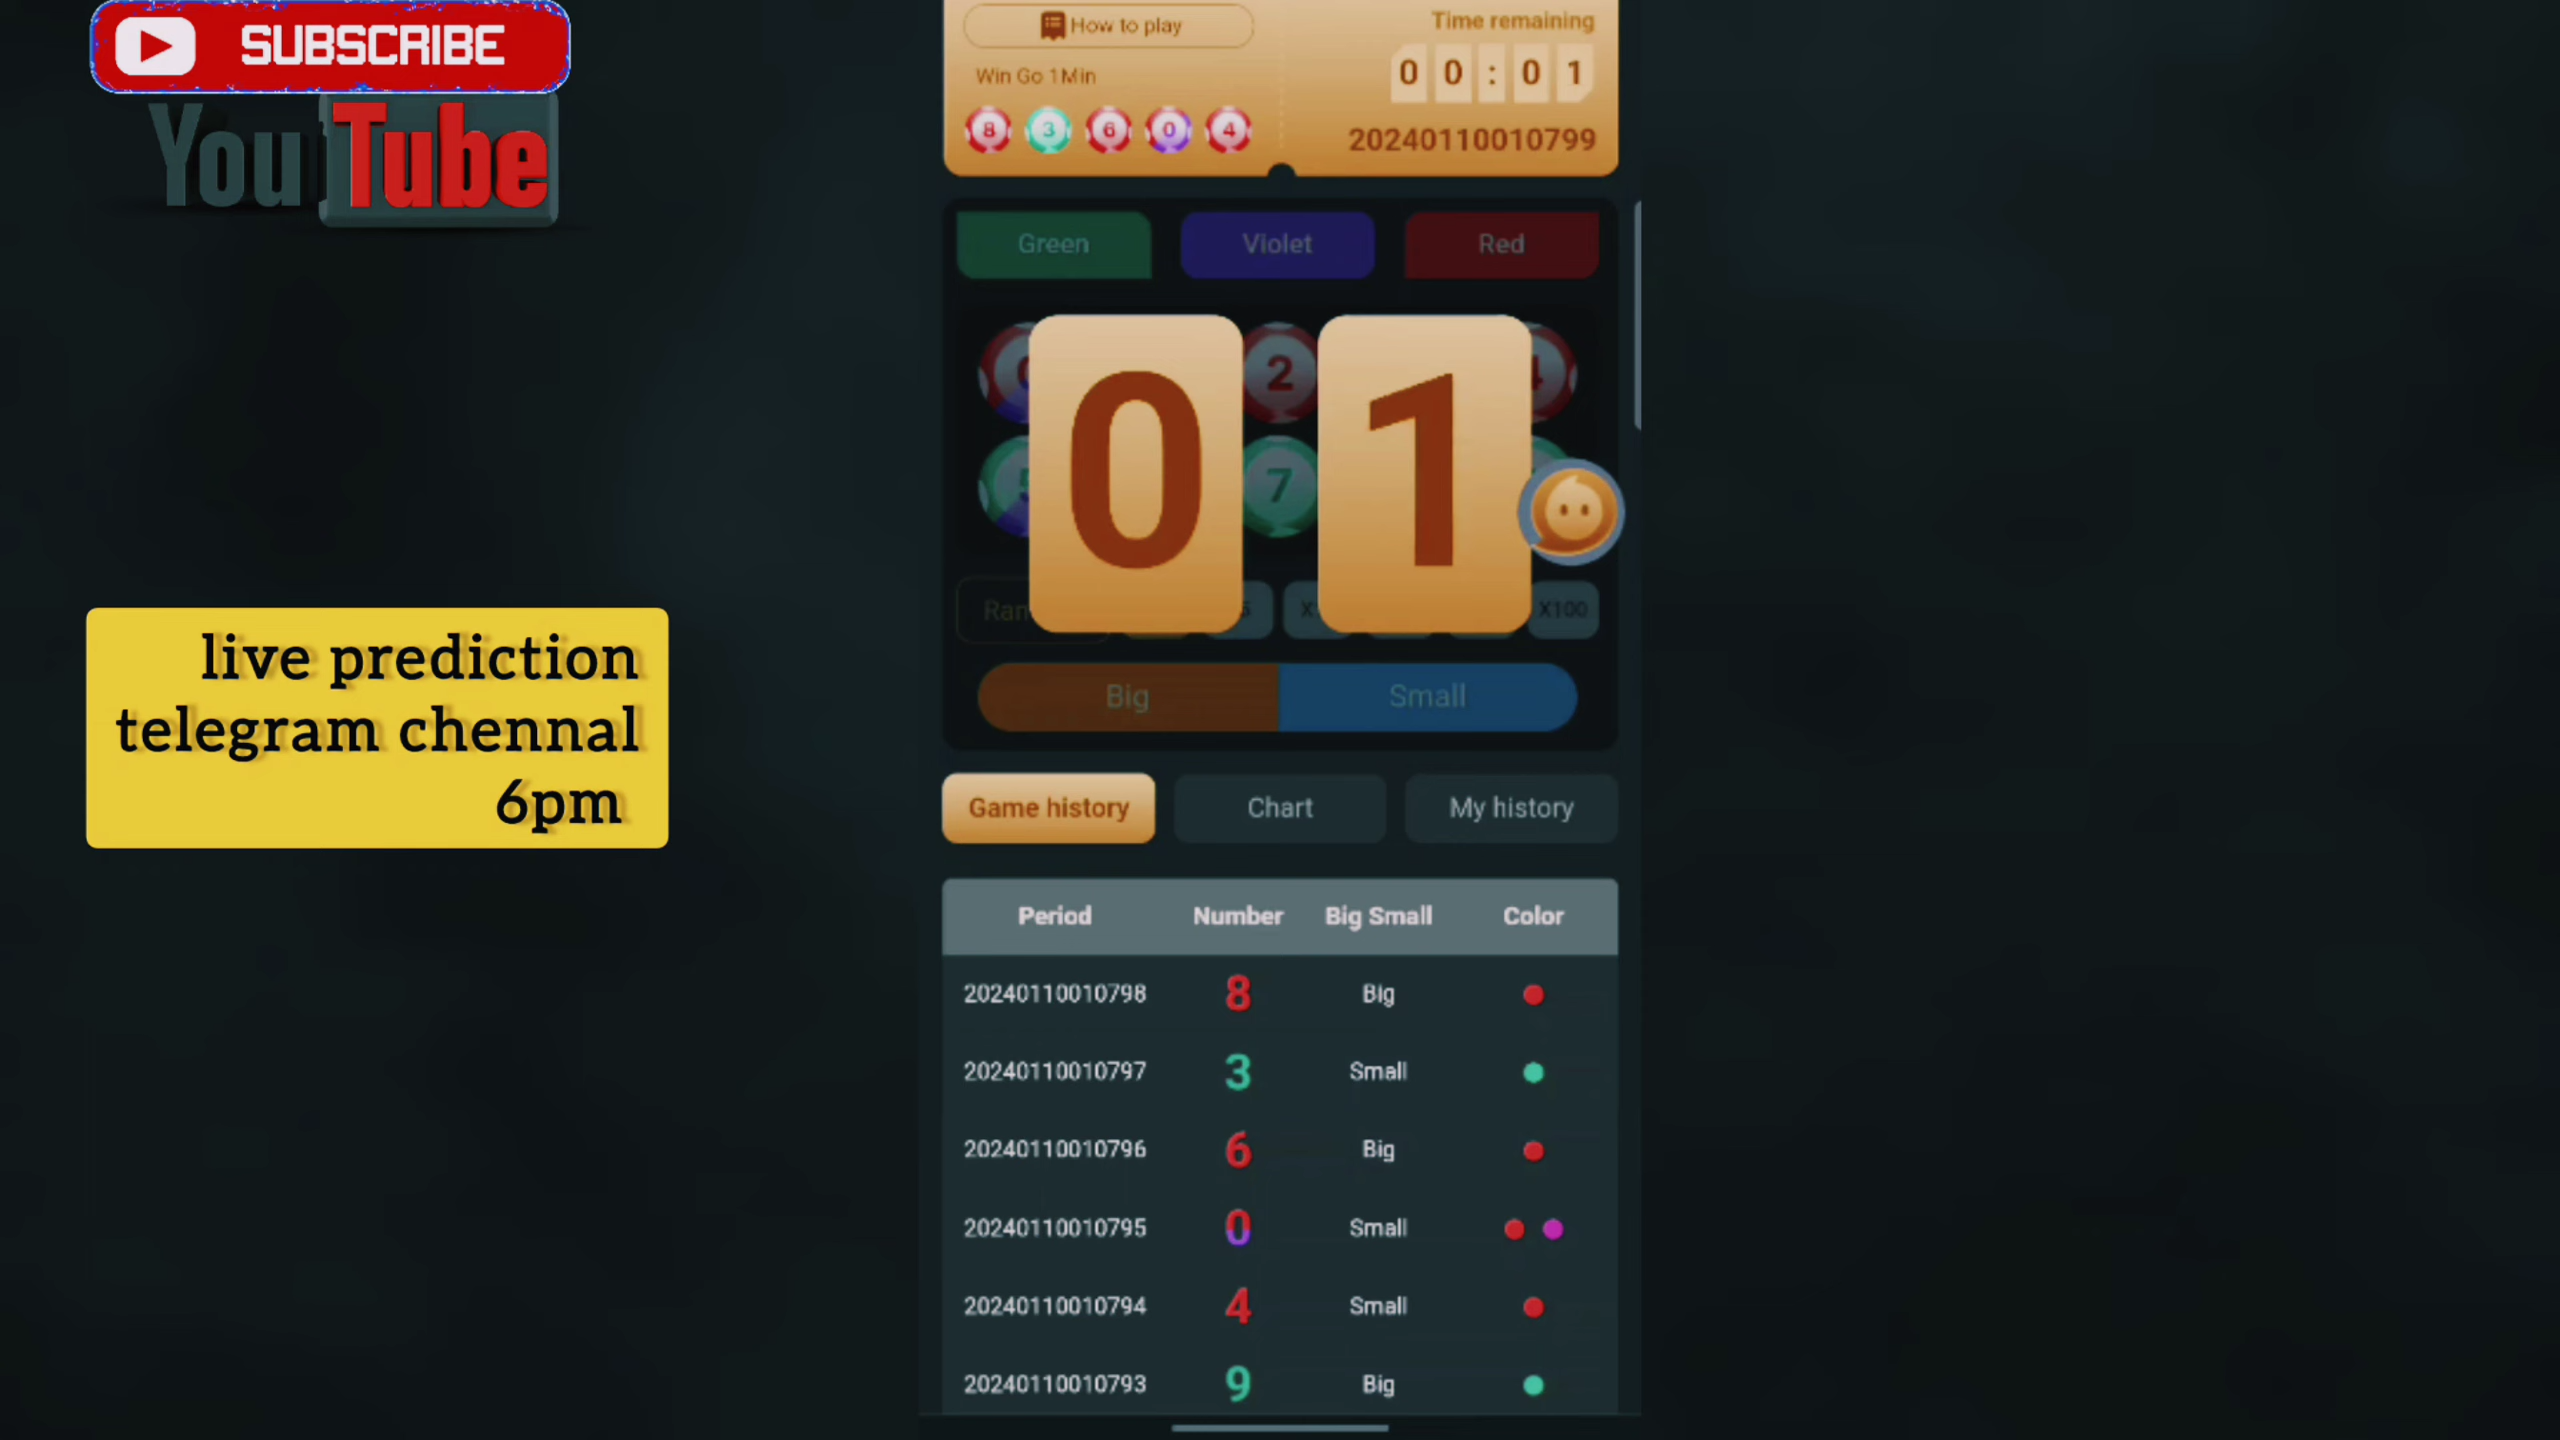 SUBSCRIBE
YouTube
live prediction
telegram chennal
6pm
How to play
Time remaining
Win Go 1Min
0 0 : 0 1
8 3 6 0 4
20240110010799
Green Violet Red
2
0 1
7
X100
Big Small
Game history Chart My history
Period Number Big Small Color
20240110010798 8 Big
20240110010797 3 Small
20240110010796 6 Big
20240110010795 0 Small
20240110010794 4 Small
20240110010793 9 Big